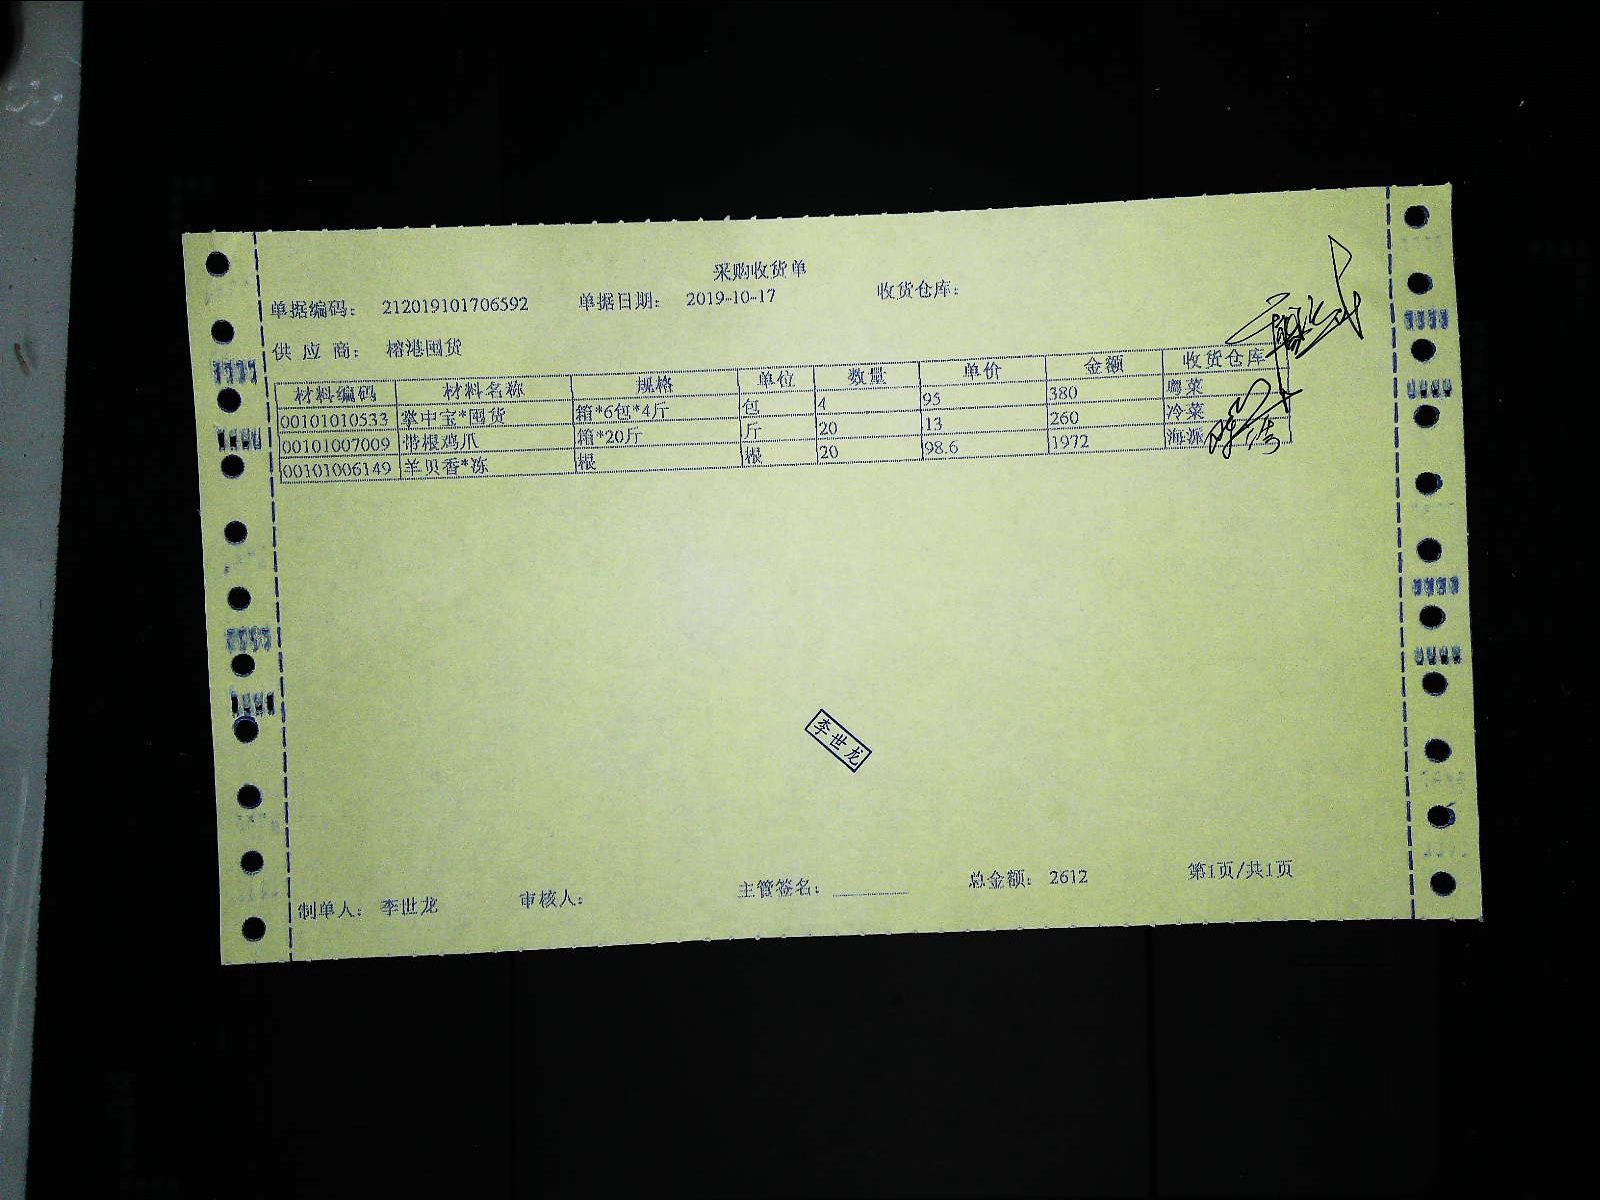 采购收货单
单据编码: 212019101706592 单据日期: 2019-10-17 收货仓库:
供 应 商: 榕港囤货
材料编码 材料名称 规格 单位 数量 单价 金额 收货仓库
00101010533 掌中宝*囤货 箱*6包*4斤 包 4 95 380 粤菜
00101007009 带根鸡爪 箱*20斤 斤 20 13 260 冷菜
00101006149 羊贝香*冻 根 根 20 98.6 1972 海派
李世龙
制单人: 李世龙 审核人: 主管签名: 总金额: 2612 第1页/共1页